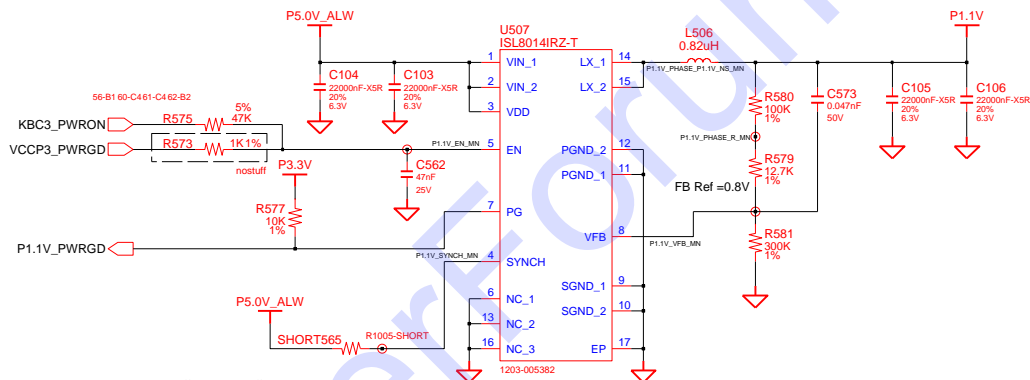 P5.0V_ALW
P1.1V
U507
ISL8014IRZ-T
L506
0.82uH
1
VIN_1
LX_1
14
P1.1V_PHASE_P1.1V_NS_MN
2
VIN_2
LX_2
15
3
VDD
C104
22000nF-X5R
20%
6.3V
C103
22000nF-X5R
20%
6.3V
R580
100K
1%
C573
0.047nF
50V
C105
22000nF-X5R
20%
6.3V
C106
22000nF-X5R
20%
6.3V
56-B160-C461-C462-B2
KBC3_PWRON
R575
5%
47K
VCCP3_PWRGD
R573
1K 1%
nostuff
P1.1V_EN_MN
5
EN
PGND_2
12
PGND_1
11
P1.1V_PHASE_R_MN
C562
47nF
25V
P3.3V
R577
10K
1%
R579
12.7K
1%
FB Ref =0.8V
7
PG
P1.1V_PWRGD
VFB
8
P1.1V_VFB_MN
R581
300K
1%
P1.1V_SYNCH_MN
4
SYNCH
SGND_1
9
SGND_2
10
P5.0V_ALW
SHORT565
R1005-SHORT
6
NC_1
13
NC_2
16
NC_3
EP
17
1203-005382